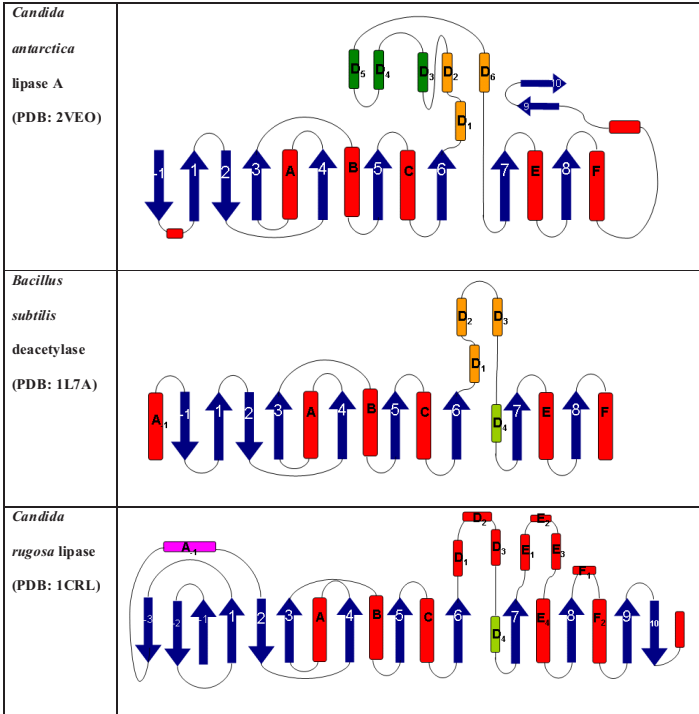 Candida
antarctica
lipase A
(PDB: 2VEO)
D5 D4 D3 D2 D6
D1
9 10
-1 1 2 3 A 4 B 5 C 6 7 E 8 F
Bacillus
subtilis
deacetylase
(PDB: 1L7A)
D2 D3
D1
D4
A1 -1 1 2 3 A 4 B 5 C 6 7 E 8 F
Candida
rugosa lipase
(PDB: 1CRL)
A-1
D1 D2 D3
E1 E2 E3
F1
D4
-3 -2 -1 1 2 3 A 4 B 5 C 6 7 E4 8 F2 9 10